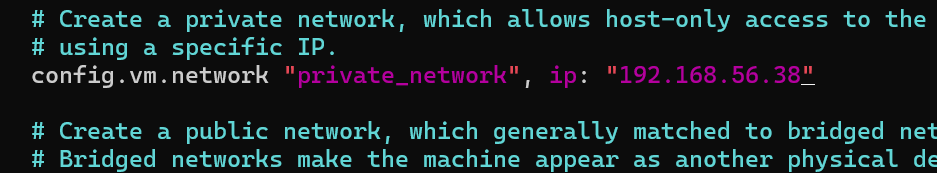 # Create a private network, which allows host-only access to the
# using a specific IP.
config.vm.network "private_network", ip: "192.168.56.38"
# Create a public network, which generally matched to bridged net
# Bridged networks make the machine appear as another physical de